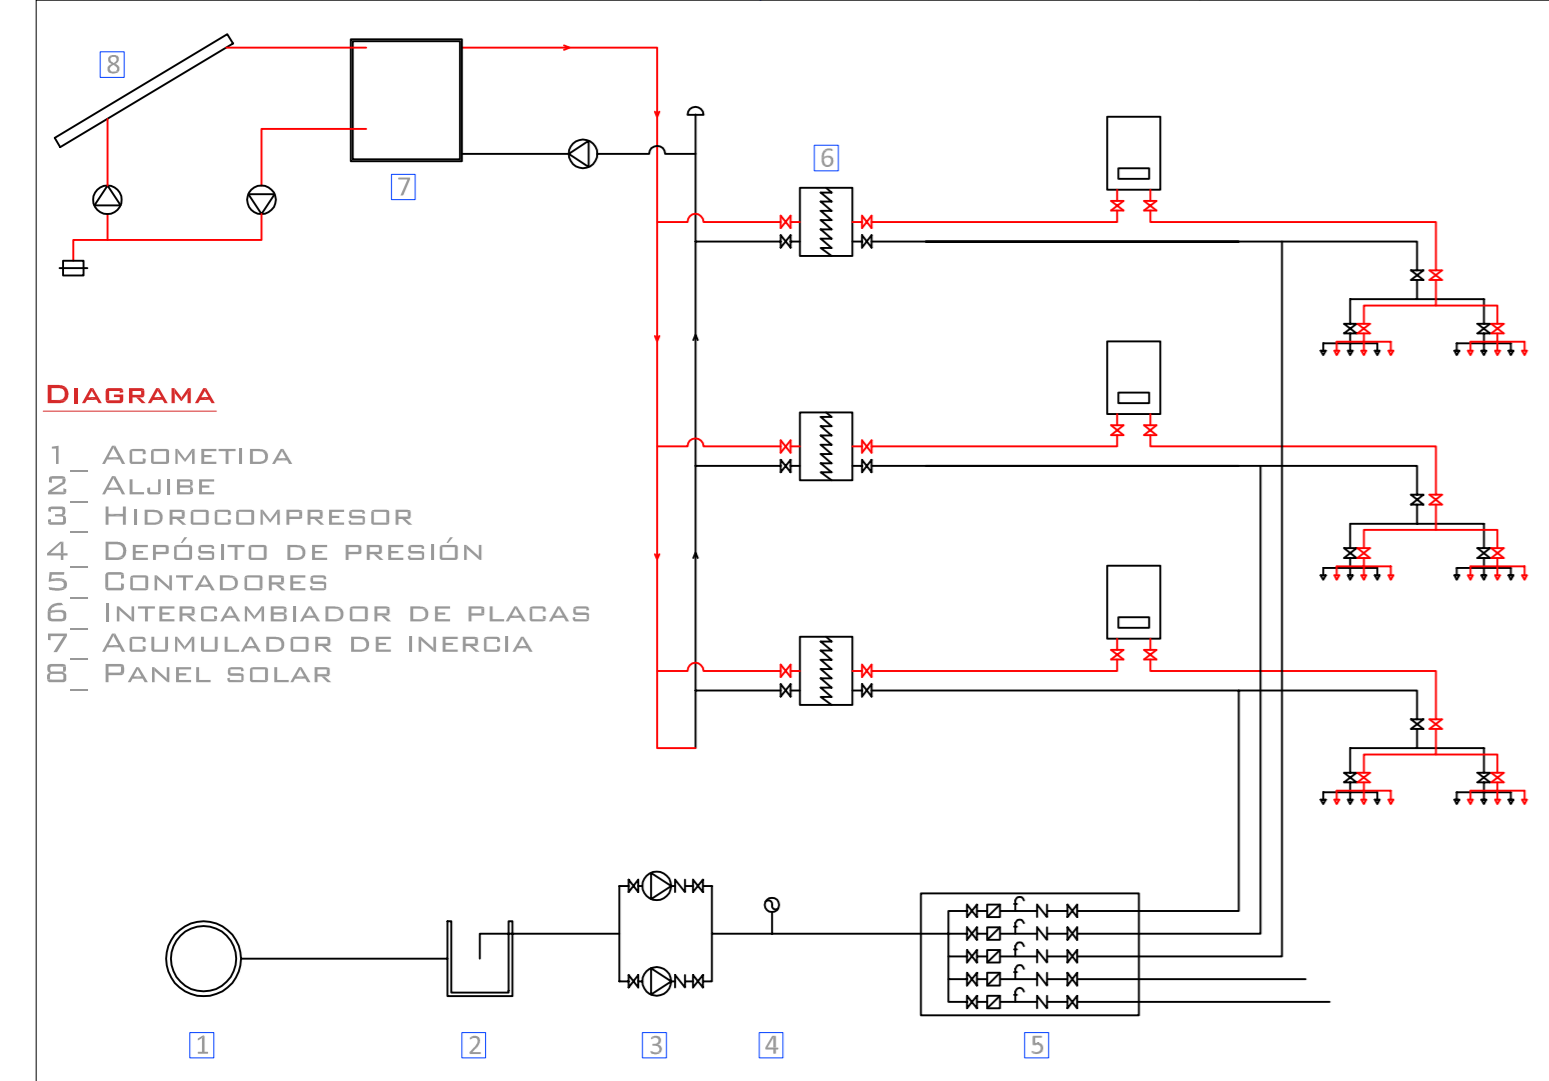 8
7
6
DIAGRAMA
1_ ACOMETIDA
2_ ALJIBE
3_ HIDROCOMPRESOR
4_ DEPÓSITO DE PRESIÓN
5_ CONTADORES
6_ INTERCAMBIADOR DE PLACAS
7_ ACUMULADOR DE INERCIA
8_ PANEL SOLAR
1
2
3
4
5